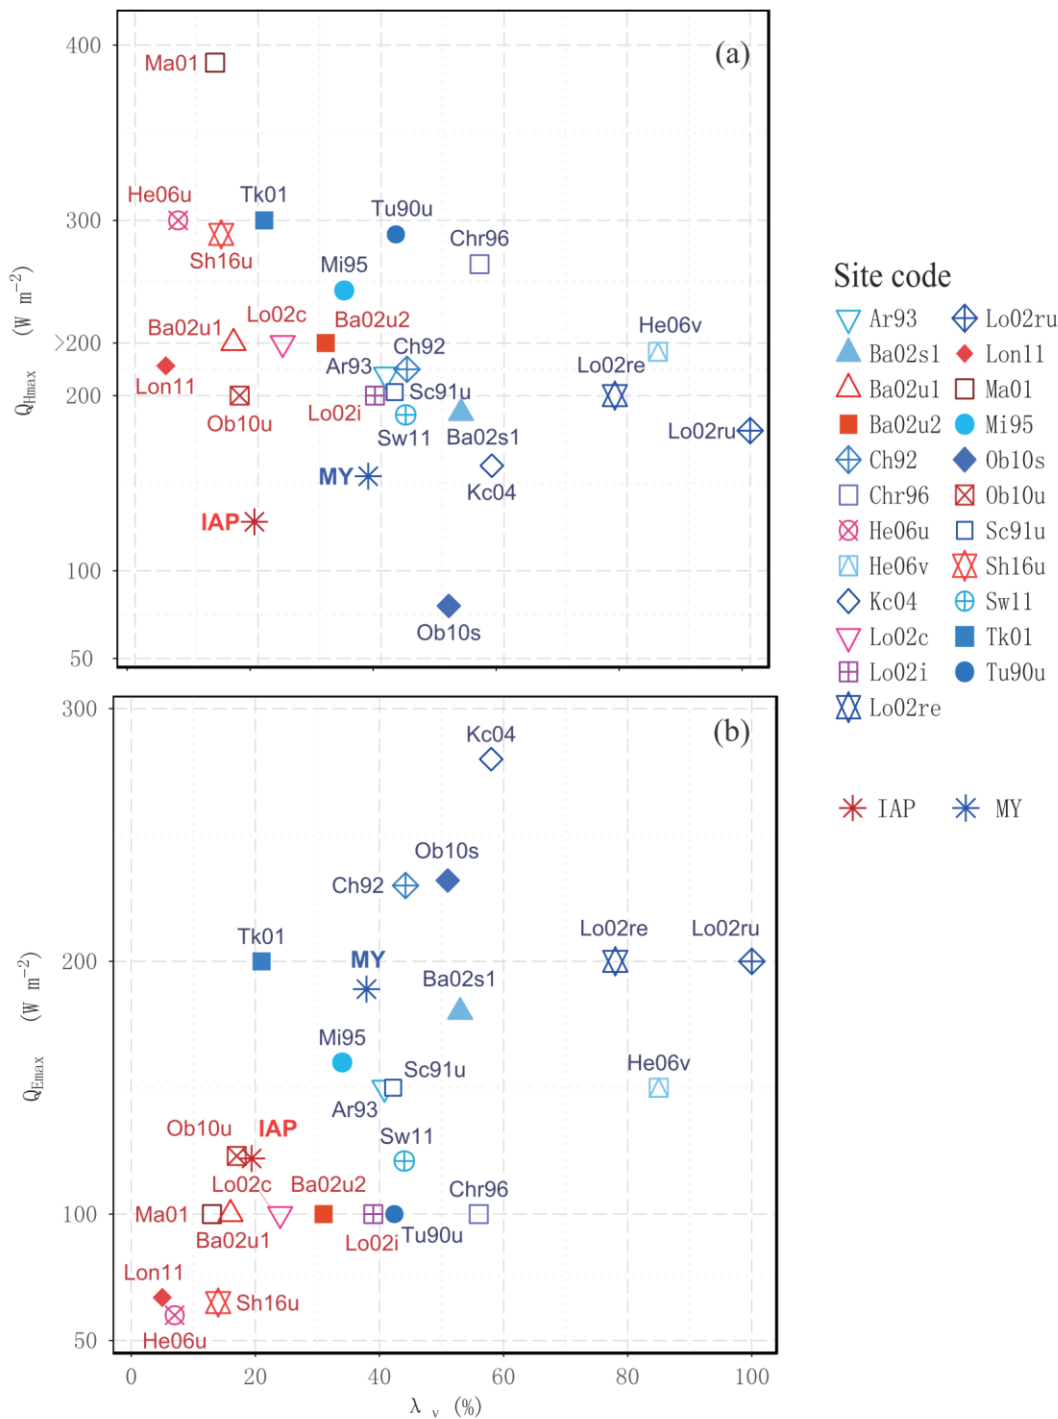 (a)
400
Ma01
He06u
Tk01
300
Tu90u
Sh16u
Chr96
Mi95
Q_Hmax (W m⁻²)
Ba02u1
Lo02c
Ba02u2
>200
He06v
Ch92
Ar93
Lo02re
Lon11
200
Sc91u
Ob10u
Lo02i
Sw11
Ba02s1
Lo02ru
MY
Kc04
IAP
100
Ob10s
50
(b)
300
Kc04
Ob10s
Ch92
Tk01
Lo02re
Lo02ru
MY
200
Ba02s1
Q_Emax (W m⁻²)
Mi95
Sc91u
He06v
Ar93
Ob10u
IAP
Sw11
Lo02c
Ba02u2
Chr96
Ma01
100
Ba02u1
Lo02i
Tu90u
Lon11
Sh16u
He06u
50
0 20 40 60 80 100
λ_v (%)
Site code
Ar93 Lo02ru
Ba02s1 Lon11
Ba02u1 Ma01
Ba02u2 Mi95
Ch92 Ob10s
Chr96 Ob10u
He06u Sc91u
He06v Sh16u
Kc04 Sw11
Lo02c Tk01
Lo02i Tu90u
Lo02re
IAP MY